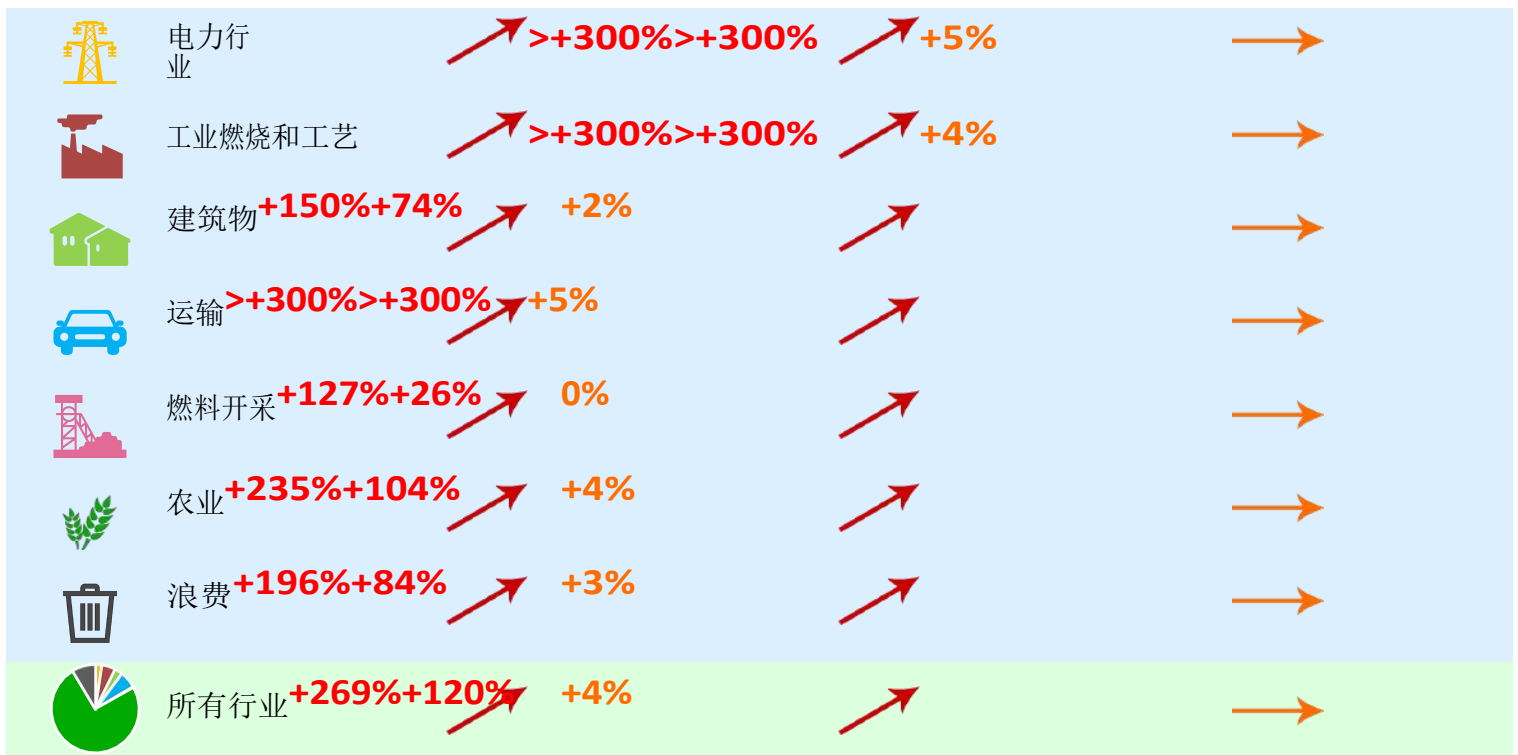 电力行业 >+300%>+300% +5%
工业燃烧和工艺 >+300%>+300% +4%
建筑物+150%+74% +2%
运输>+300%>+300% +5%
燃料开采+127%+26% 0%
农业+235%+104% +4%
浪费+196%+84% +3%
所有行业+269%+120% +4%